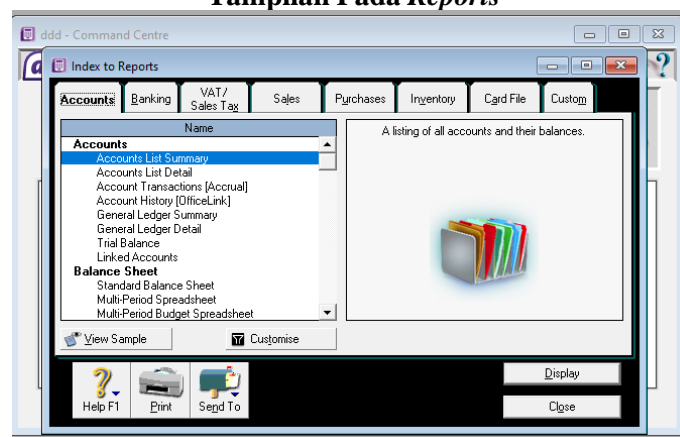 Tampilan Pada Reports
ddd - Command Centre
Index to Reports
?
Accounts
Banking
VAT/
Sales Tax
Sales
Purchases
Inventory
Card File
Custom
Name
Accounts
Accounts List Summary
Accounts List Detail
Account Transactions [Accrual]
Account History [OfficeLink]
General Ledger Summary
General Ledger Detail
Trial Balance
Linked Accounts
Balance Sheet
Standard Balance Sheet
Multi-Period Spreadsheet
Multi-Period Budget Spreadsheet
A listing of all accounts and their balances.
View Sample
Customise
Help F1
Print
Send To
Display
Close